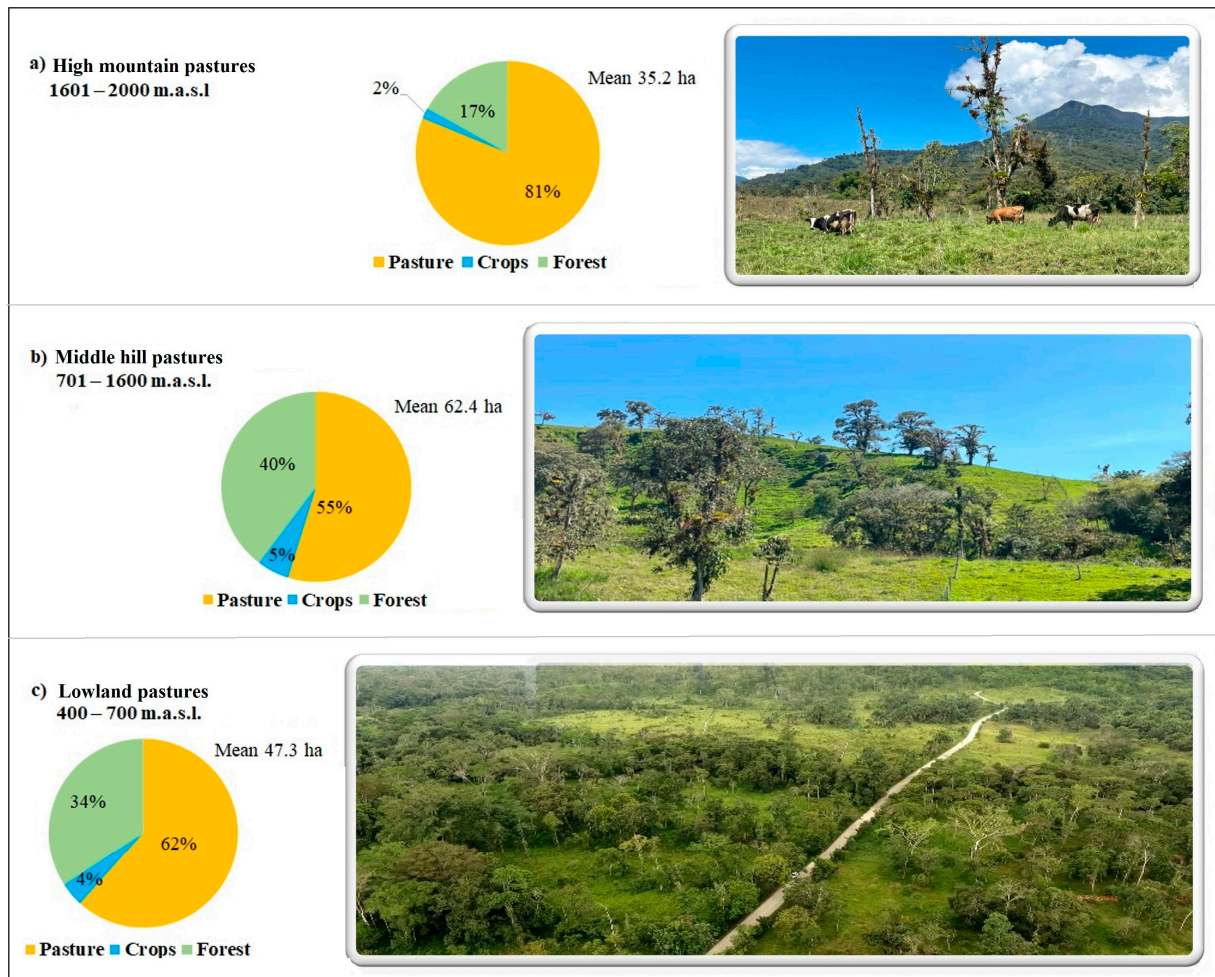 a) High mountain pastures
1601 – 2000 m.a.s.l
Mean 35.2 ha
2%
17%
81%
Pasture Crops Forest
b) Middle hill pastures
701 – 1600 m.a.s.l.
Mean 62.4 ha
40%
55%
5%
Pasture Crops Forest
c) Lowland pastures
400 – 700 m.a.s.l.
Mean 47.3 ha
34%
62%
4%
Pasture Crops Forest